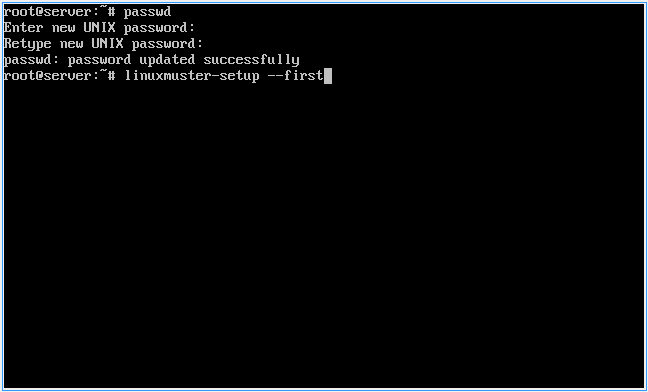 root@server:~# passwd
Enter new UNIX password:
Retype new UNIX password:
passwd: password updated successfully
root@server:~# linuxmuster-setup --first